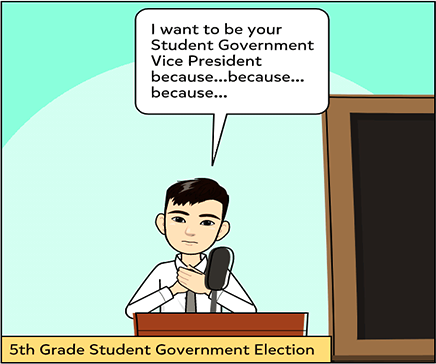 I want to be your
Student Government
Vice President
because...because...
because...
5th Grade Student Government Election